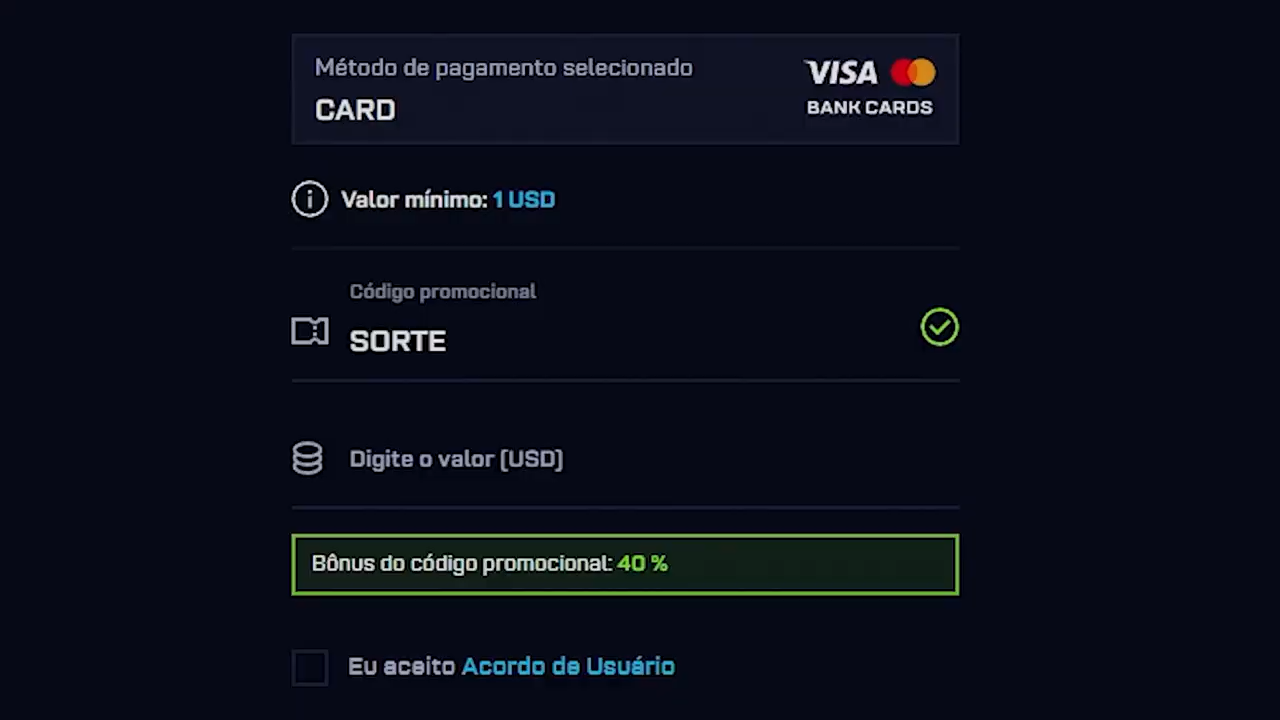 Método de pagamento selecionado
CARD
VISA
BANK CARDS
Valor mínimo: 1 USD
Código promocional
SORTE
Digite o valor (USD)
Bônus do código promocional: 40 %
Eu aceito Acordo de Usuário